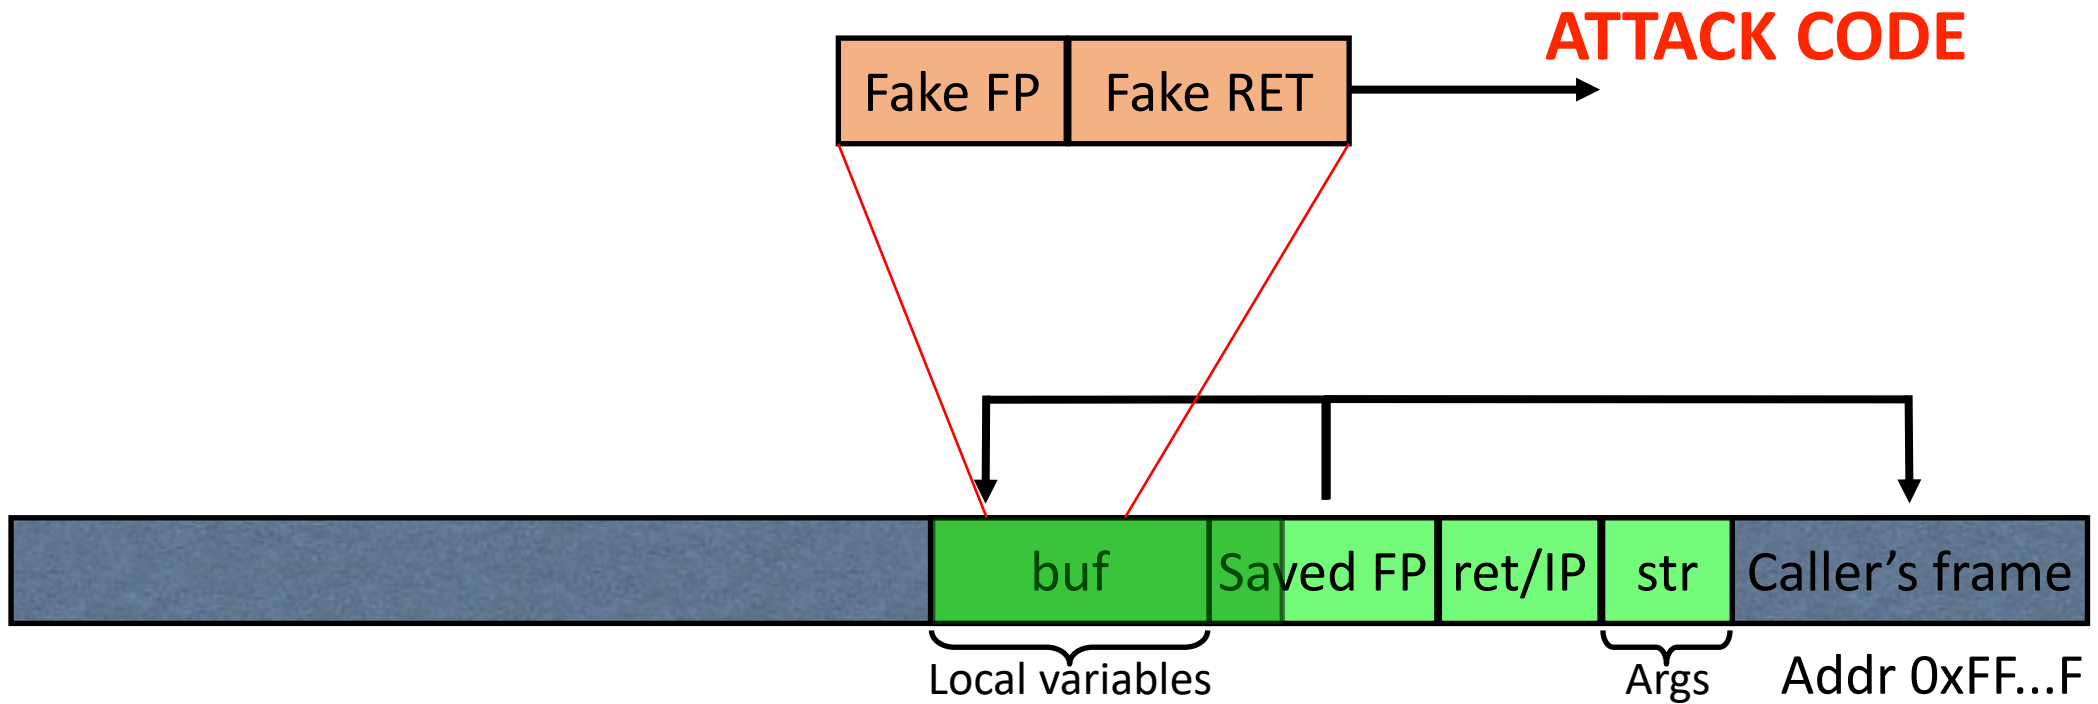 ATTACK CODE
Fake FP Fake RET
buf Saved FP ret/IP str Caller’s frame
Local variables Args Addr 0xFF...F